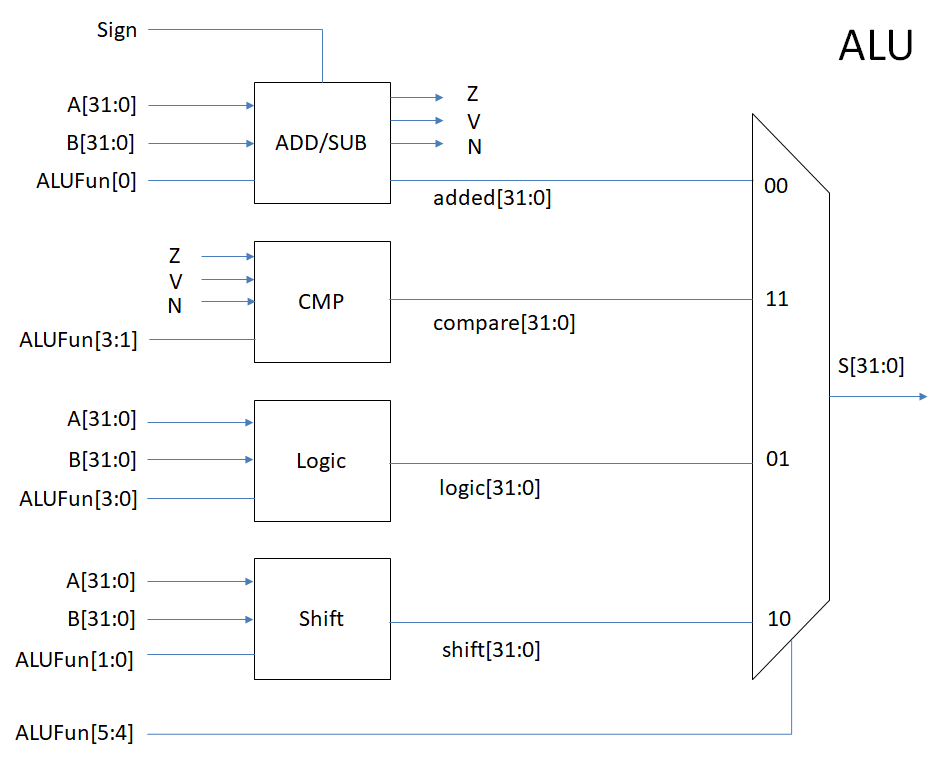 Sign
ALU
A[31:0]
B[31:0]
ALUFun[0]
ADD/SUB
Z
V
N
added[31:0]
00
Z
V
N
ALUFun[3:1]
CMP
compare[31:0]
11
S[31:0]
A[31:0]
B[31:0]
ALUFun[3:0]
Logic
logic[31:0]
01
A[31:0]
B[31:0]
ALUFun[1:0]
Shift
shift[31:0]
10
ALUFun[5:4]